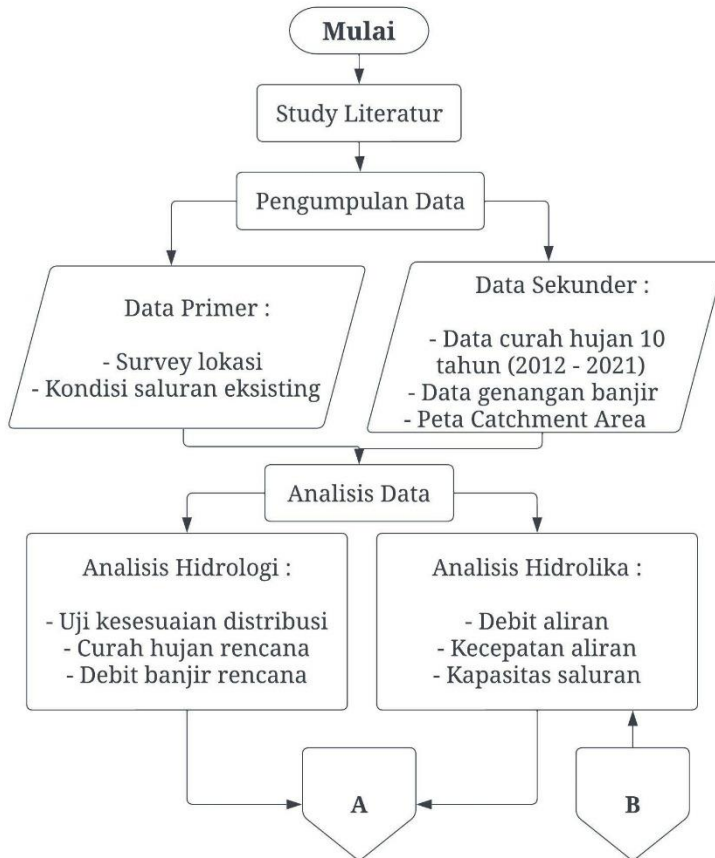 Mulai
Study Literatur
Pengumpulan Data
Data Primer :
- Survey lokasi
- Kondisi saluran eksisting
Data Sekunder :
- Data curah hujan 10
tahun (2012 - 2021)
- Data genangan banjir
- Peta Catchment Area
Analisis Data
Analisis Hidrologi :
- Uji kesesuaian distribusi
- Curah hujan rencana
- Debit banjir rencana
Analisis Hidrolika :
- Debit aliran
- Kecepatan aliran
- Kapasitas saluran
A
B